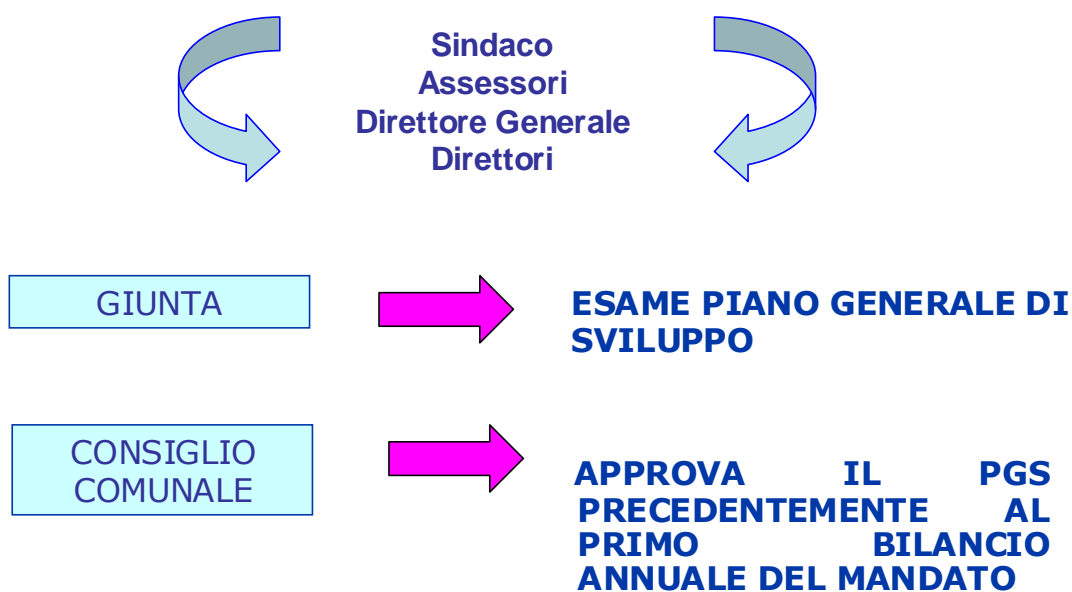 Sindaco
Assessori
Direttore Generale
Direttori
GIUNTA
ESAME PIANO GENERALE DI
SVILUPPO
CONSIGLIO
COMUNALE
APPROVA IL PGS
PRECEDENTEMENTE AL
PRIMO BILANCIO
ANNUALE DEL MANDATO